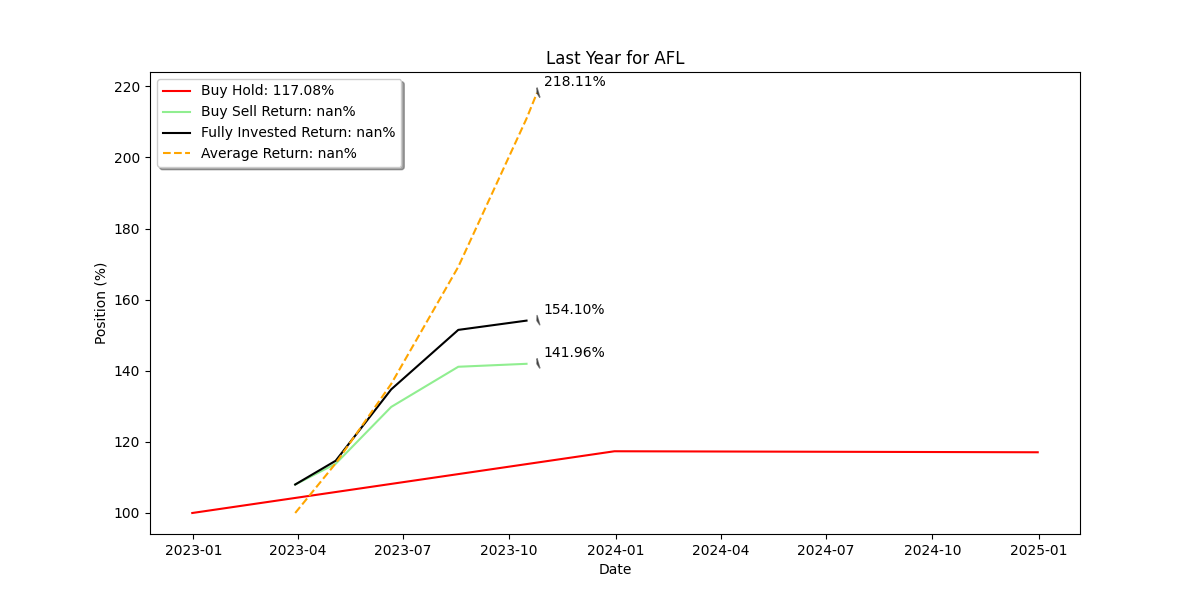 Last Year for AFL
Buy Hold: 117.08%
Buy Sell Return: nan%
Fully Invested Return: nan%
Average Return: nan%
218.11%
154.10%
141.96%
Position (%)
220
200
180
160
140
120
100
2023-01 2023-04 2023-07 2023-10 2024-01 2024-04 2024-07 2024-10 2025-01
Date